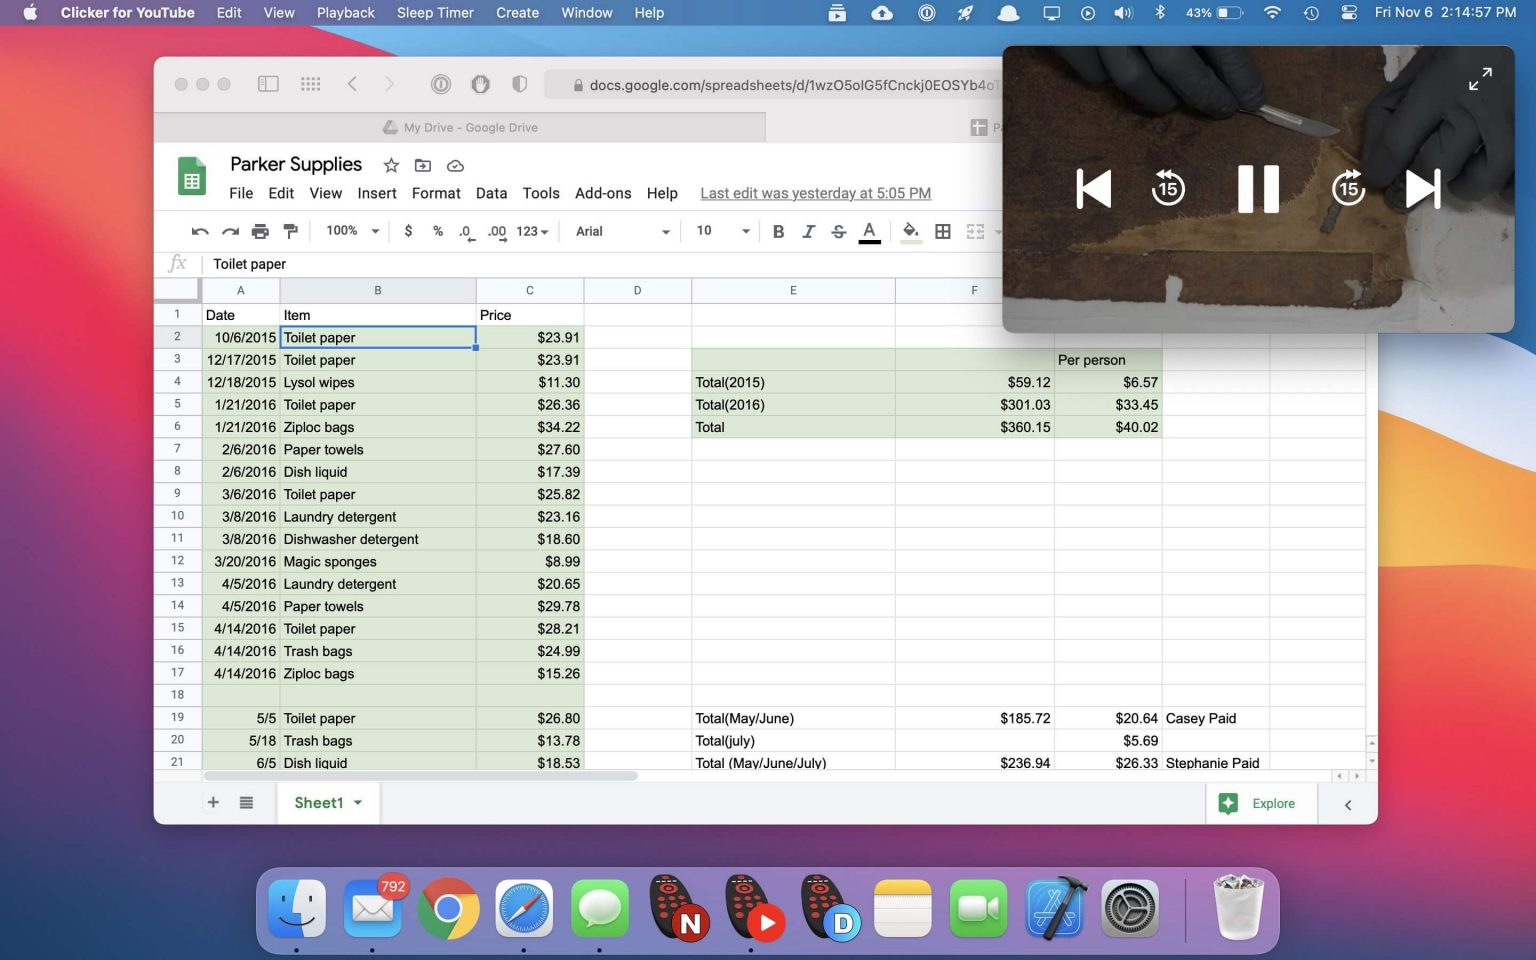 Clicker for YouTube Edit View Playback Sleep Timer Create Window Help 43% Fri Nov 6 2:14:57 PM
docs.google.com/spreadsheets/d/1wzO5oIG5fCnckj0EOSYb4o
My Drive - Google Drive
Parker Supplies
File Edit View Insert Format Data Tools Add-ons Help Last edit was yesterday at 5:05 PM
15 15
100% $ % .0 .00 123 Arial 10 B I S A
fx Toilet paper
A B C D E F
1 Date Item Price
2 10/6/2015 Toilet paper $23.91
3 12/17/2015 Toilet paper $23.91 Per person
4 12/18/2015 Lysol wipes $11.30 Total(2015) $59.12 $6.57
5 1/21/2016 Toilet paper $26.36 Total(2016) $301.03 $33.45
6 1/21/2016 Ziploc bags $34.22 Total $360.15 $40.02
7 2/6/2016 Paper towels $27.60
8 2/6/2016 Dish liquid $17.39
9 3/6/2016 Toilet paper $25.82
10 3/8/2016 Laundry detergent $23.16
11 3/8/2016 Dishwasher detergent $18.60
12 3/20/2016 Magic sponges $8.99
13 4/5/2016 Laundry detergent $20.65
14 4/5/2016 Paper towels $29.78
15 4/14/2016 Toilet paper $28.21
16 4/14/2016 Trash bags $24.99
17 4/14/2016 Ziploc bags $15.26
18
19 5/5 Toilet paper $26.80 Total(May/June) $185.72 $20.64 Casey Paid
20 5/18 Trash bags $13.78 Total(july) $5.69
21 6/5 Dish liquid $18.53 Total (May/June/July) $236.94 $26.33 Stephanie Paid
Sheet1 Explore
792
N D